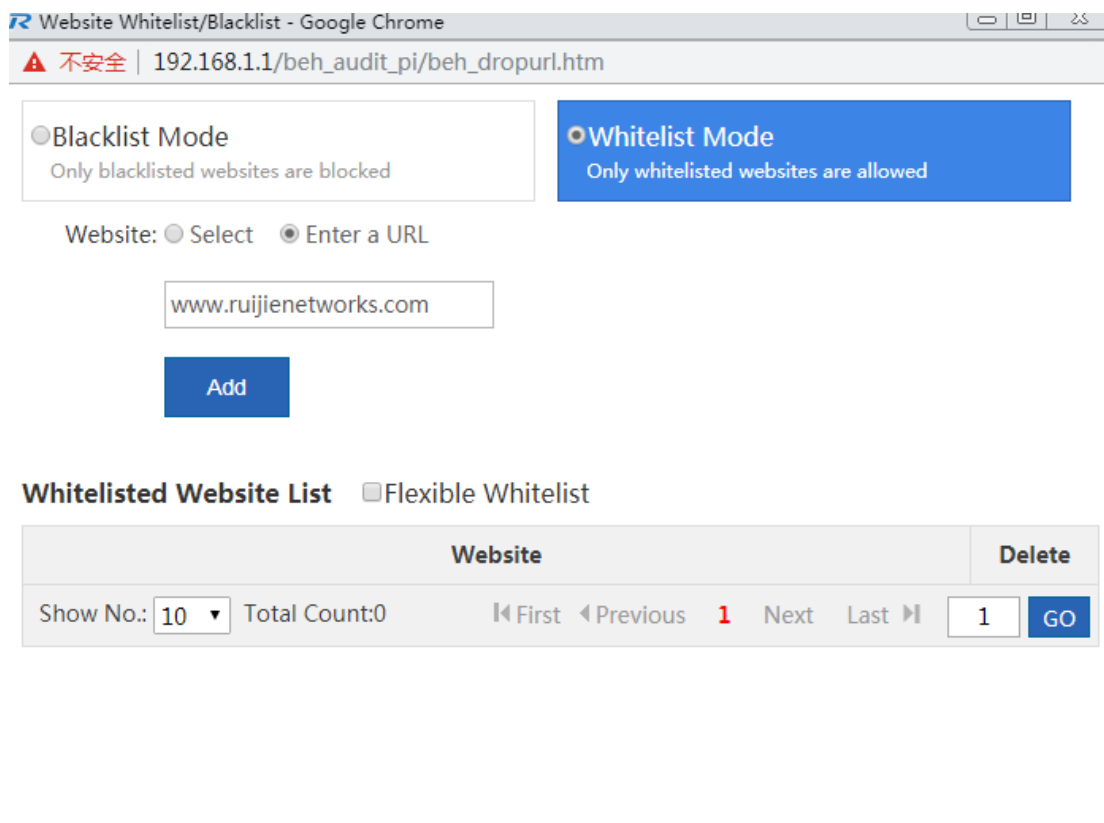 Website Whitelist/Blacklist - Google Chrome
不安全 | 192.168.1.1/beh_audit_pi/beh_dropurl.htm
Blacklist Mode
Only blacklisted websites are blocked
Whitelist Mode
Only whitelisted websites are allowed
Website: Select Enter a URL
www.ruijienetworks.com
Add
Whitelisted Website List Flexible Whitelist
Website Delete
Show No.: 10 Total Count:0 First Previous 1 Next Last 1 GO